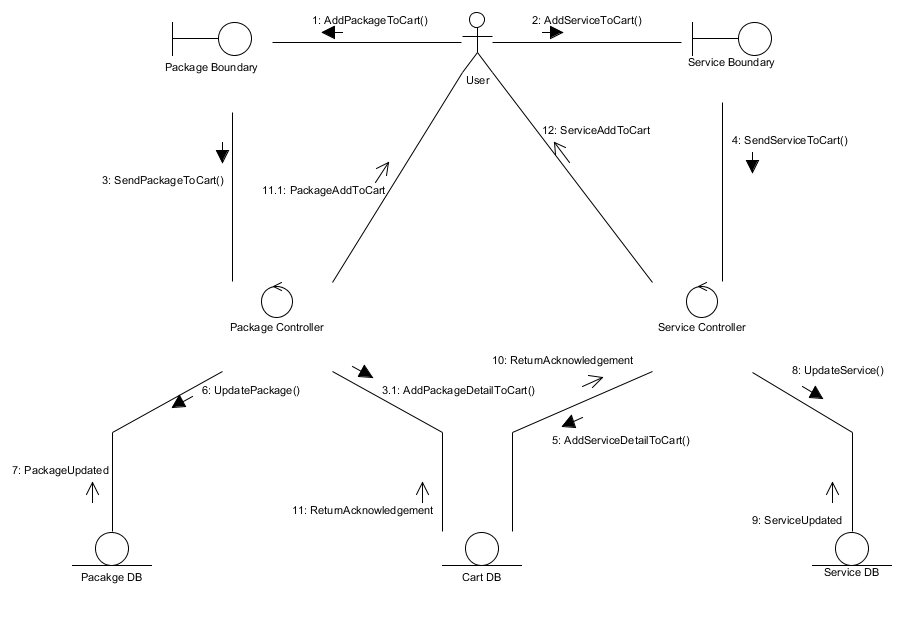 1: AddPackageToCart()
2: AddServiceToCart()
Package Boundary
User
Service Boundary
12: ServiceAddToCart
4: SendServiceToCart()
3: SendPackageToCart()
11.1: PackageAddToCart
Package Controller
Service Controller
10: ReturnAcknowledgement
8: UpdateService()
6: UpdatePackage()
3.1: AddPackageDetailToCart()
5: AddServiceDetailToCart()
7: PackageUpdated
11: ReturnAcknowledgement
9: ServiceUpdated
Pacakge DB
Cart DB
Service DB